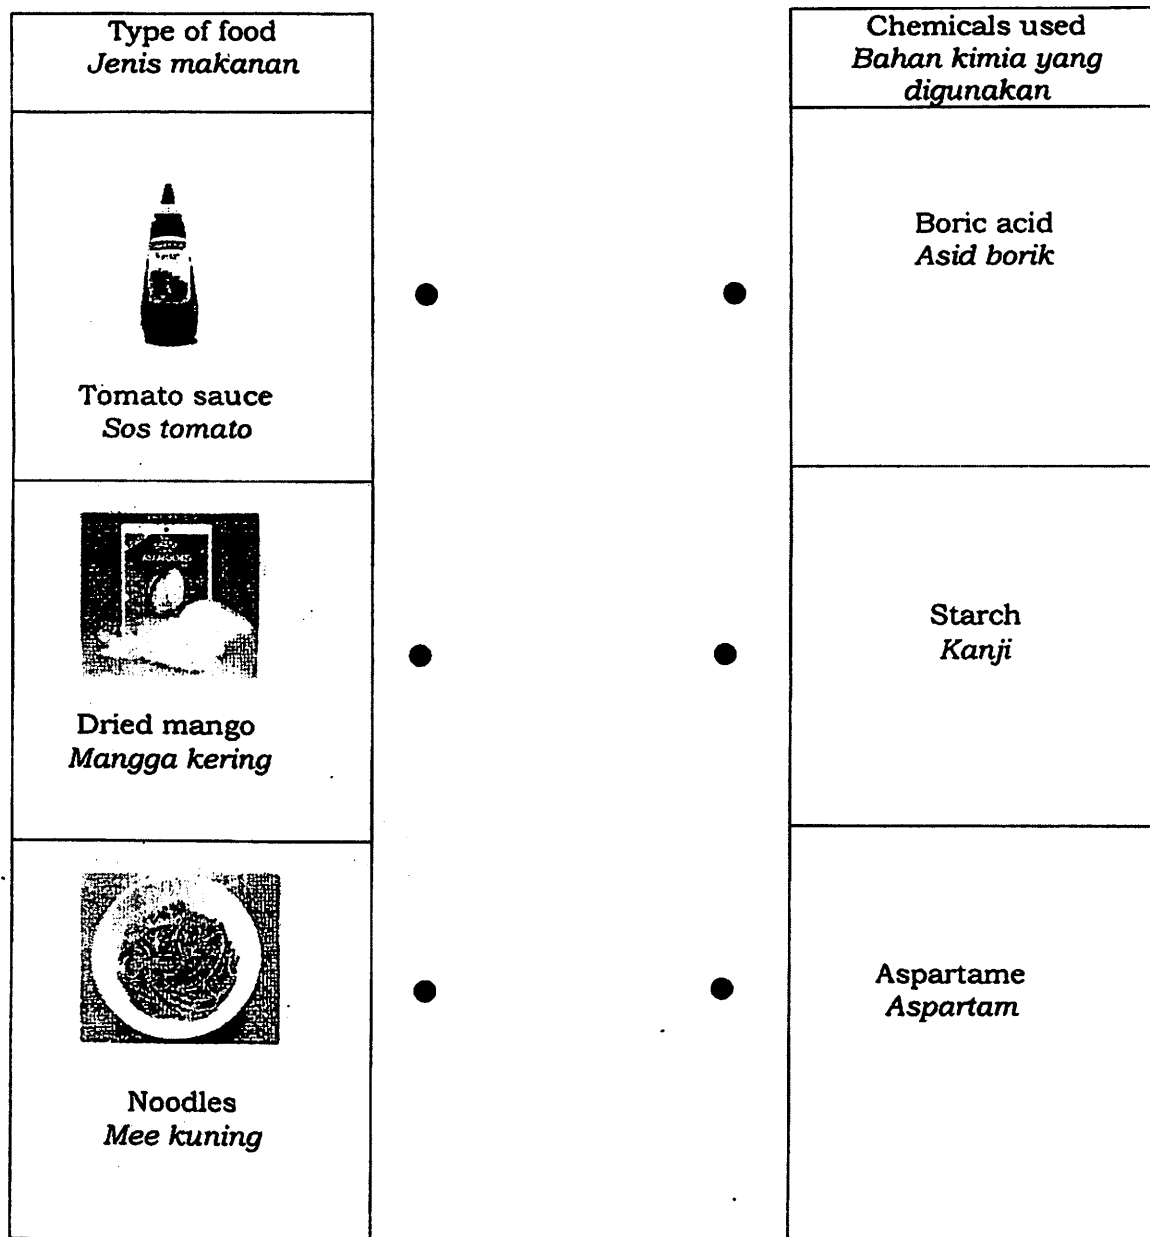 Type of food
Jenis makanan
Chemicals used
Bahan kimia yang
digunakan
Tomato sauce
Sos tomato
Boric acid
Asid borik
Dried mango
Mangga kering
Starch
Kanji
Noodles
Mee kuning
Aspartame
Aspartam